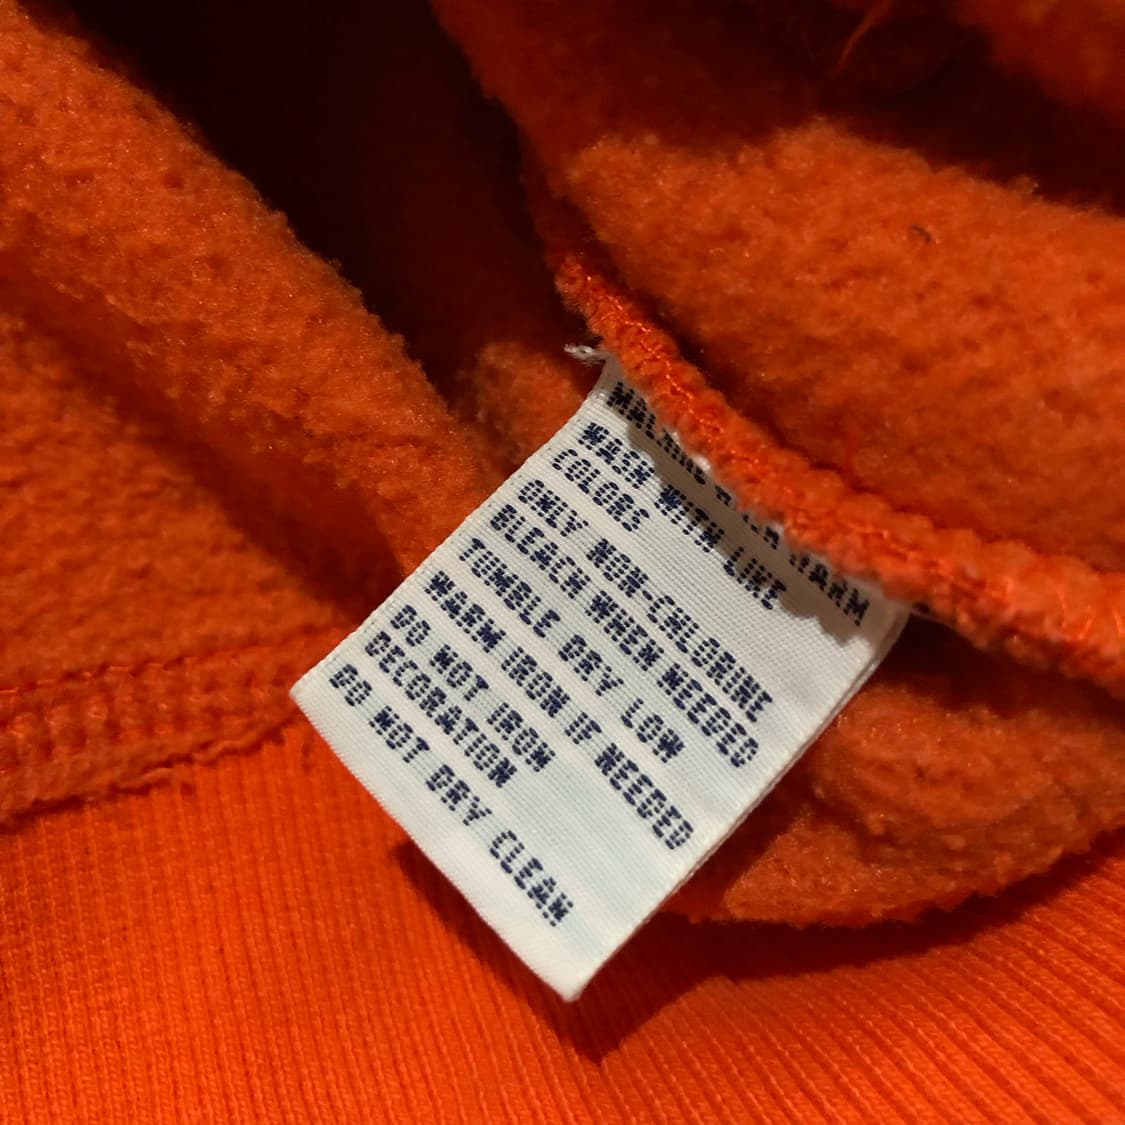 WARM
WASH WITH LIKE
COLORS
ONLY NON-CHLORINE
BLEACH WHEN NEEDED
TUMBLE DRY LOW
WARM IRON IF NEEDED
DO NOT IRON
DECORATION
DO NOT DRY CLEAN